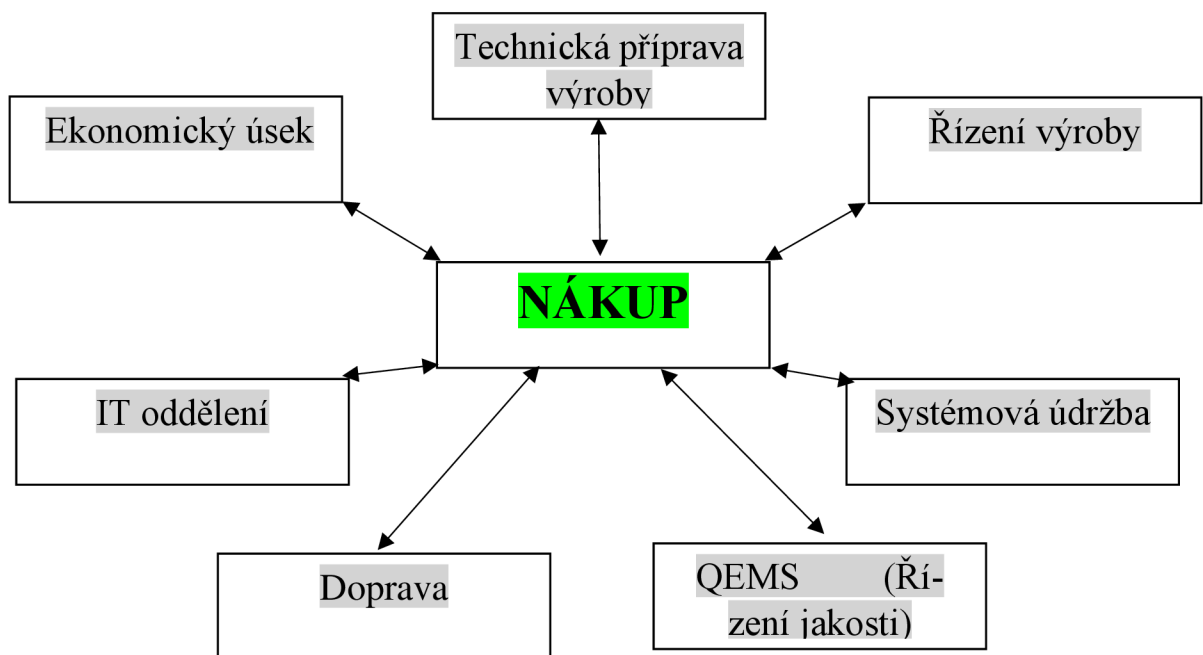 Technická příprava
výroby
Ekonomický úsek
Řízení výroby
NÁKUP
IT oddělení
Systémová údržba
Doprava
QEMS (Ří-
zení jakosti)